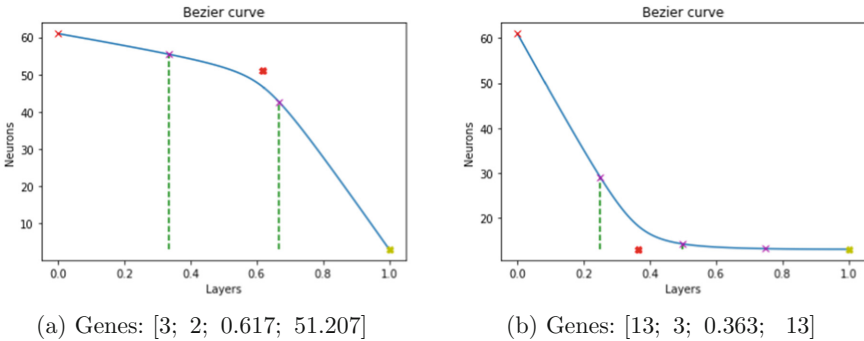 Bezier curve
60
50
40
30
20
10
Neurons
0.0 0.2 0.4 0.6 0.8 1.0
Layers
(a) Genes: [3; 2; 0.617; 51.207]
Bezier curve
60
50
40
30
20
Neurons
0.0 0.2 0.4 0.6 0.8 1.0
Layers
(b) Genes: [13; 3; 0.363; 13]